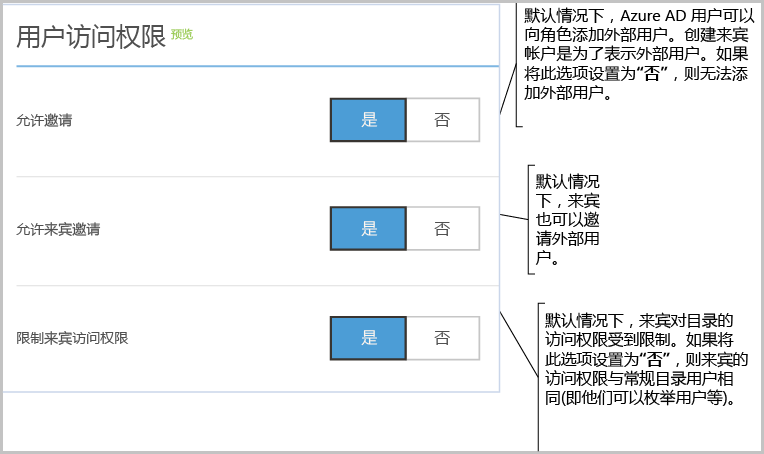 用户访问权限 预览
允许邀请
是
否
允许来宾邀请
是
否
限制来宾访问权限
是
否
默认情况下，Azure AD 用户可以
向角色添加外部用户。创建来宾
帐户是为了表示外部用户。如果
将此选项设置为“否”，则无法添
加外部用户。
默认情况
下，来宾
也可以邀
请外部用
户。
默认情况下，来宾对目录的
访问权限受到限制。如果将
此选项设置为“否”，则来宾的
访问权限与常规目录用户相
同(即他们可以枚举用户等)。